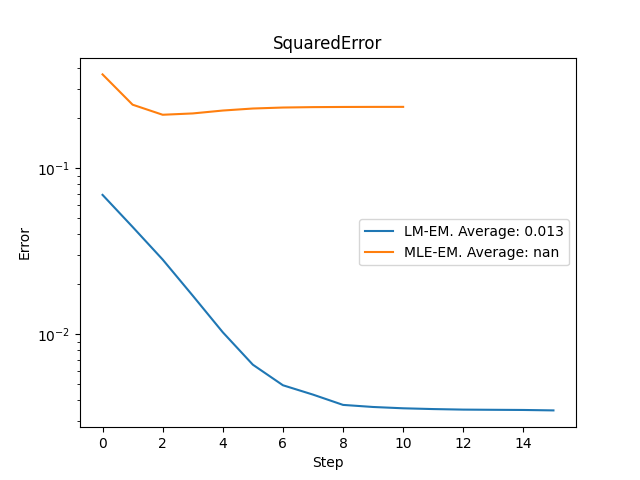 SquaredError
10⁻¹
10⁻²
Error
LM-EM. Average: 0.013
MLE-EM. Average: nan
0 2 4 6 8 10 12 14
Step